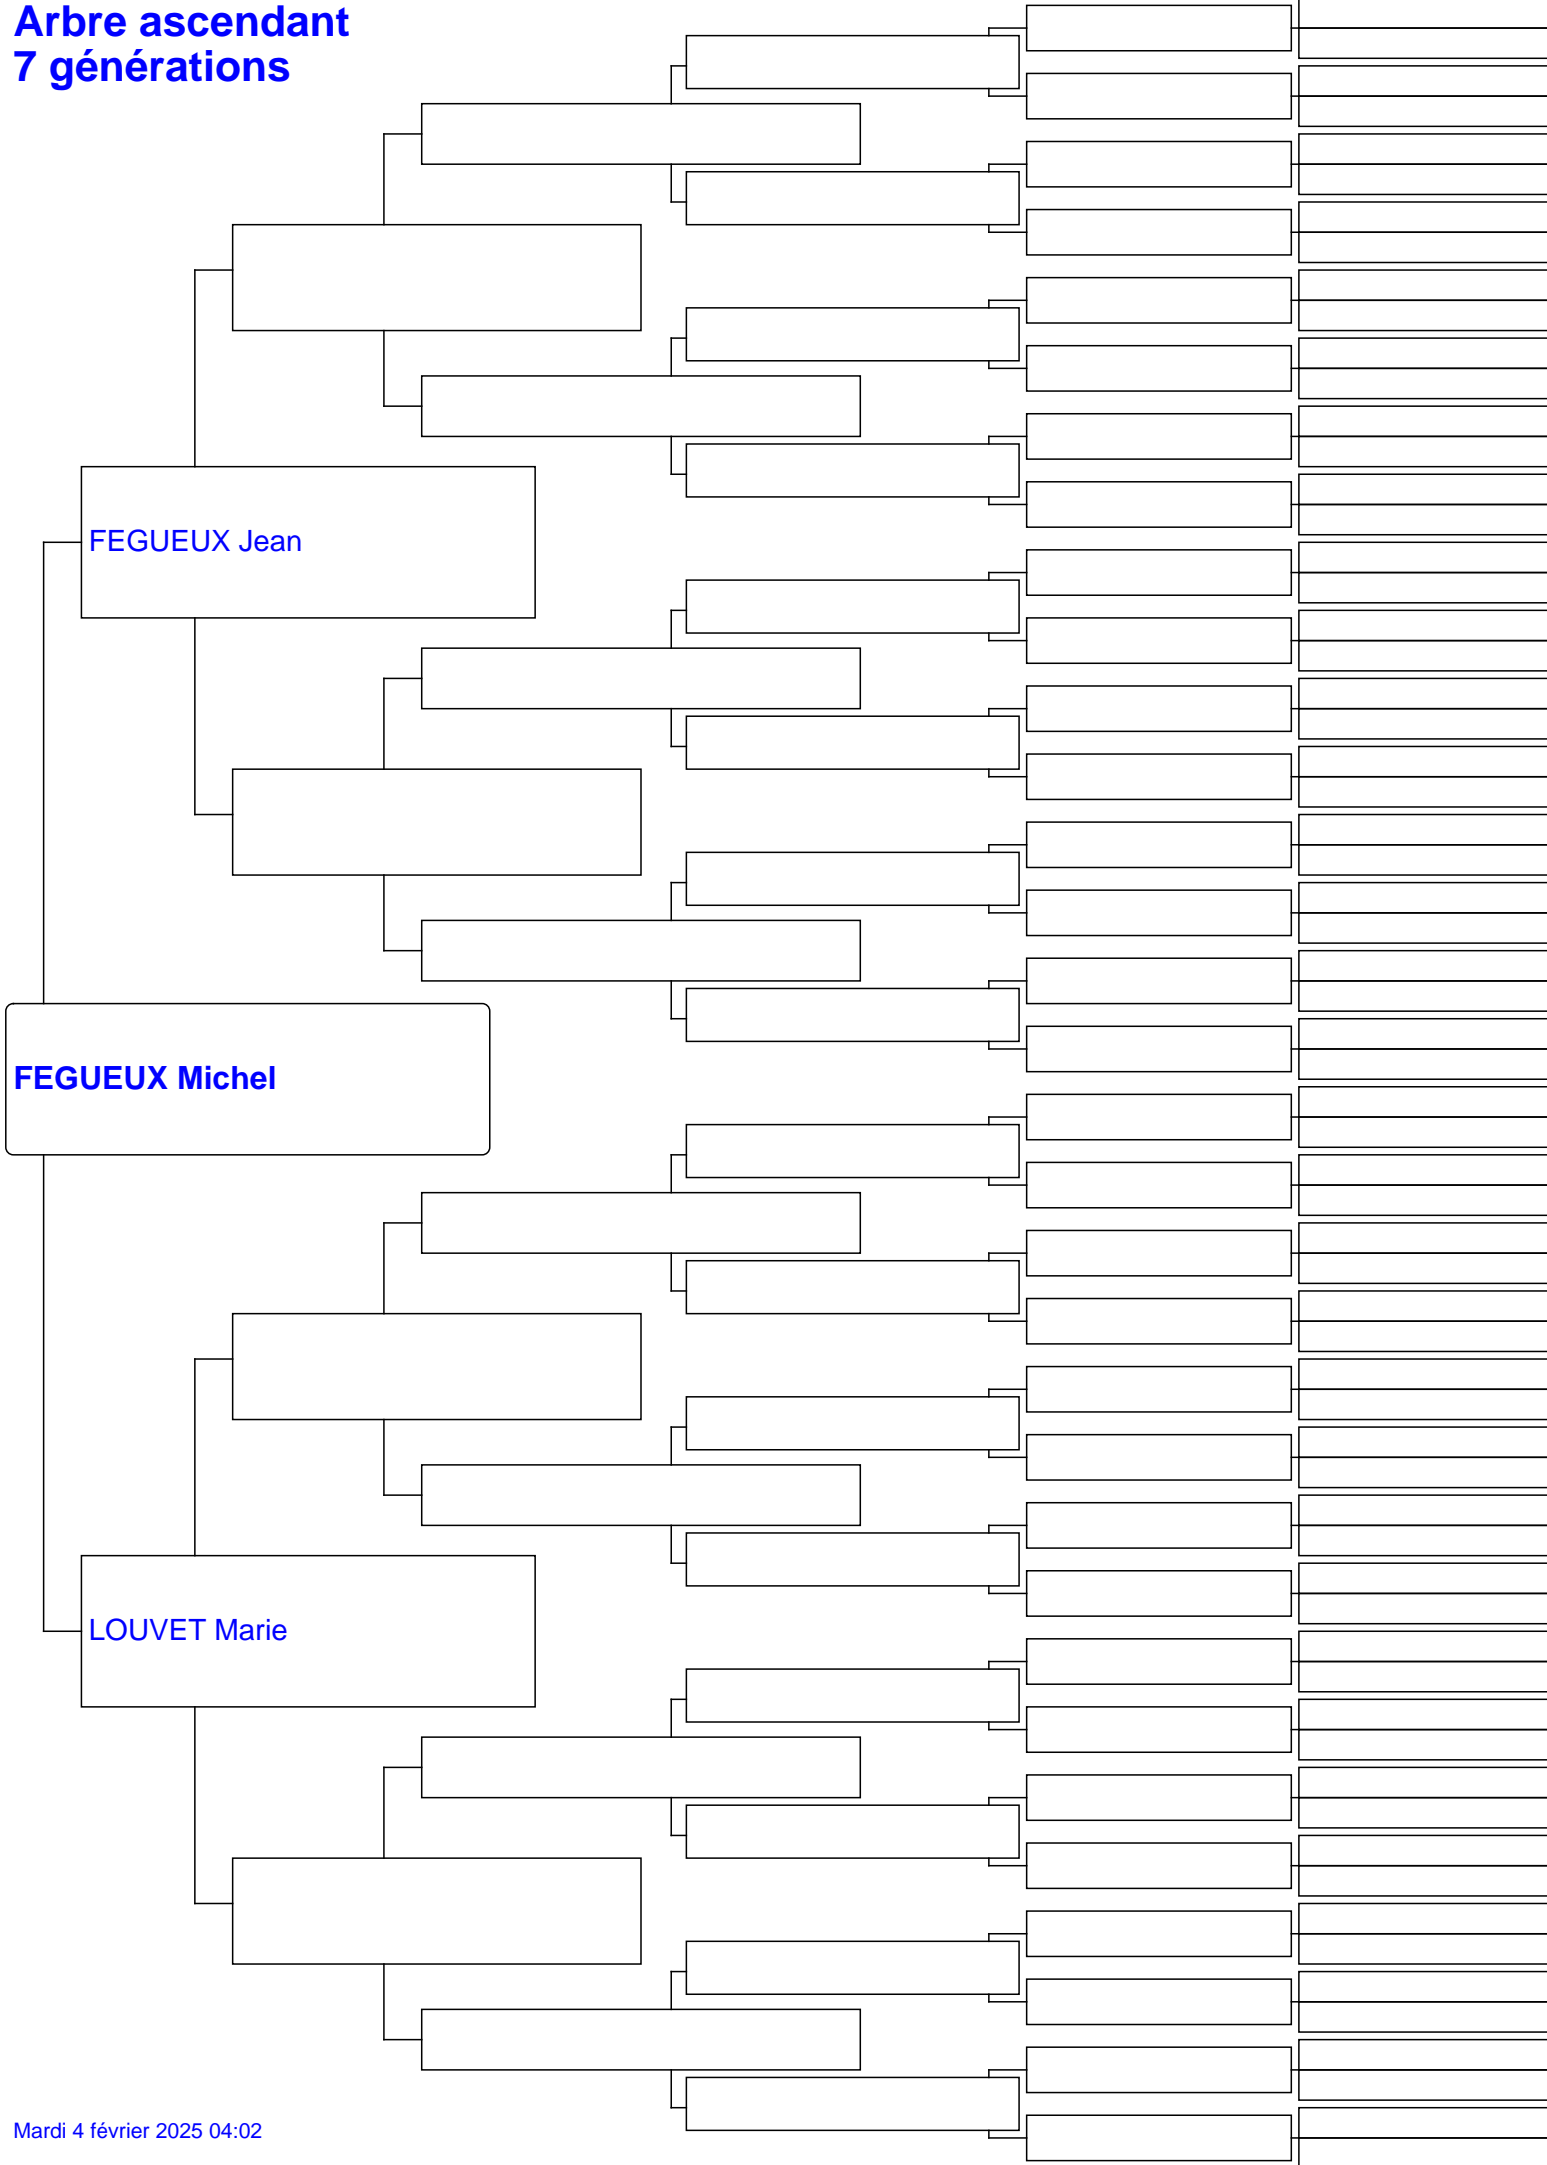 Arbre ascendant
7 générations
FEGUEUX Jean
FEGUEUX Michel
LOUVET Marie
Mardi 4 février 2025 04:02